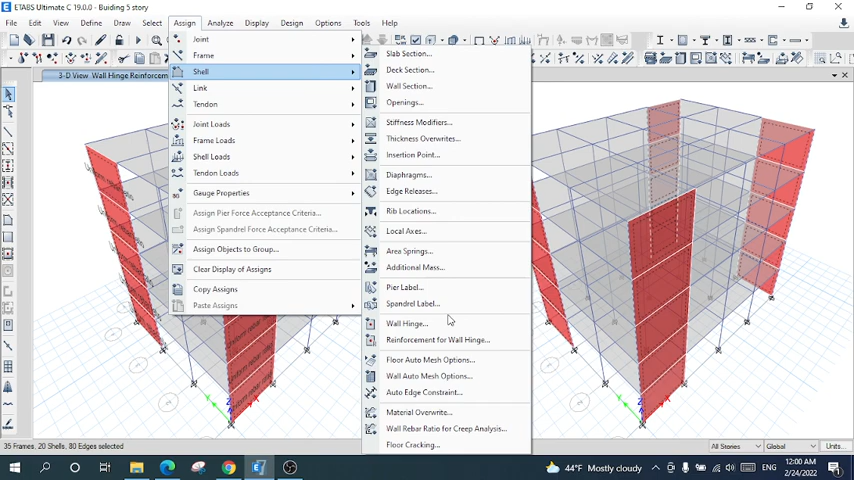 ETABS Ultimate C 19.0.0 - Buiding 5 story
File Edit View Define Draw Select Assign Analyze Display Design Options Tools Help
3-D View Wall Hinge Reinforcem
Joint
Frame
Shell
Link
Tendon
Joint Loads
Frame Loads
Shell Loads
Tendon Loads
Gauge Properties
Assign Pier Force Acceptance Criteria...
Assign Spandrel Force Acceptance Criteria...
Assign Objects to Group...
Clear Display of Assigns
Copy Assigns
Paste Assigns
Slab Section...
Deck Section...
Wall Section...
Openings...
Stiffness Modifiers...
Thickness Overwrites...
Insertion Point...
Diaphragms...
Edge Releases...
Rib Locations...
Local Axes...
Area Springs...
Additional Mass...
Pier Label...
Spandrel Label...
Wall Hinge...
Reinforcement for Wall Hinge...
Floor Auto Mesh Options...
Wall Auto Mesh Options...
Auto Edge Constraint...
Material Overwrite...
Wall Rebar Ratio for Creep Analysis...
Floor Cracking...
Z
Y
X
Z
Y
X
35 Frames, 20 Shells, 80 Edges selected
All Stories
Global
Units...
44°F Mostly cloudy
ENG
12:00 AM
2/24/2022